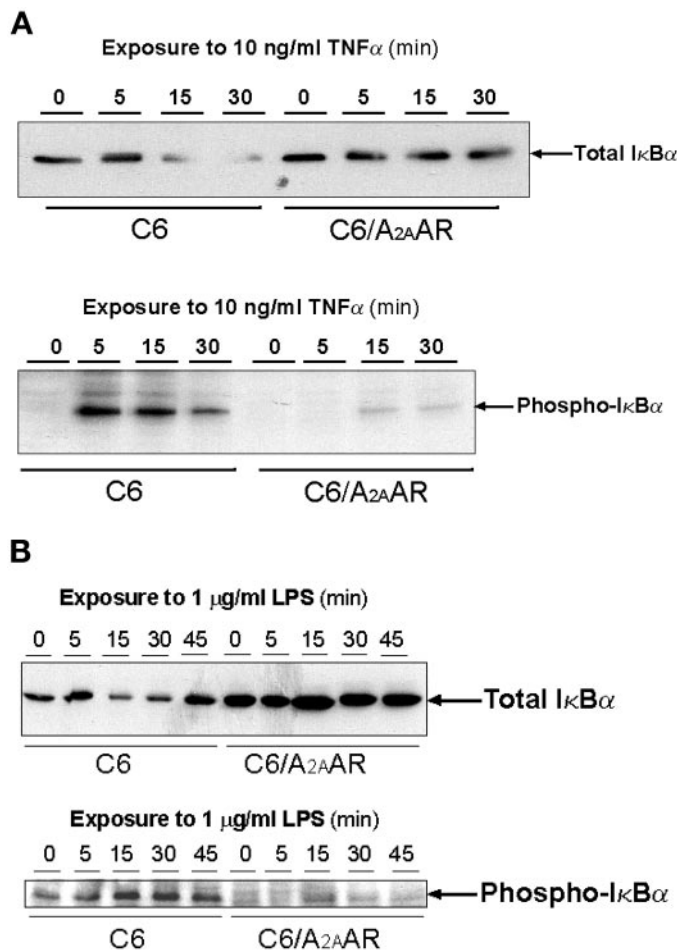 A
Exposure to 10 ng/ml TNFα (min)
0 5 15 30 0 5 15 30
Total IκBα
C6 C6/A2AAR
Exposure to 10 ng/ml TNFα (min)
0 5 15 30 0 5 15 30
Phospho-IκBα
C6 C6/A2AAR
B
Exposure to 1 μg/ml LPS (min)
0 5 15 30 45 0 5 15 30 45
Total IκBα
C6 C6/A2AAR
Exposure to 1 μg/ml LPS (min)
0 5 15 30 45 0 5 15 30 45
Phospho-IκBα
C6 C6/A2AAR